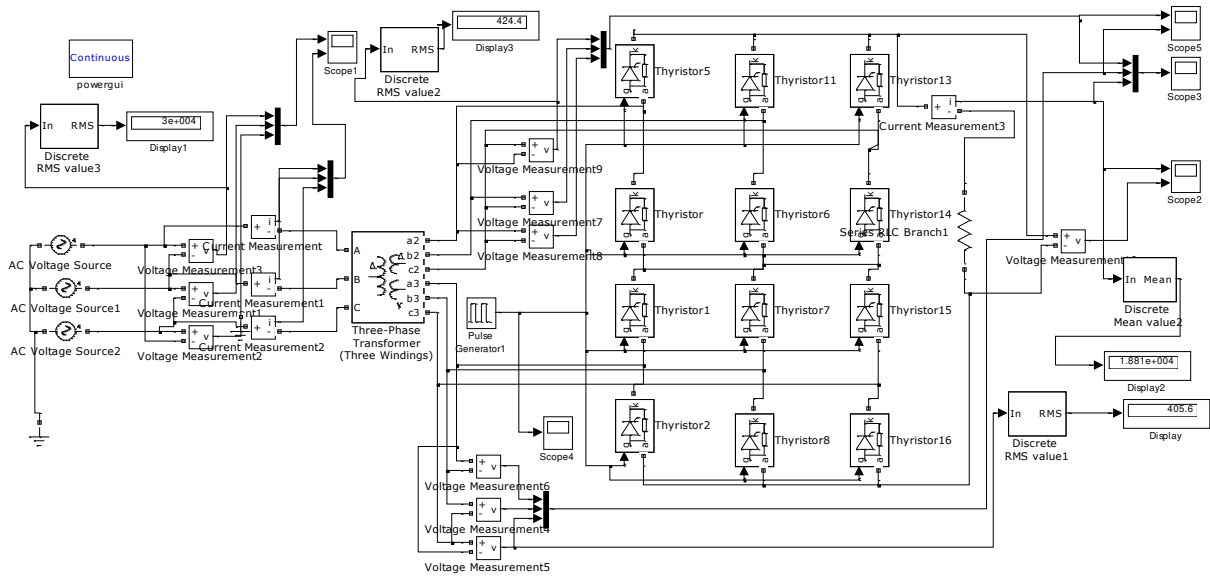 Continuous
powergui
In RMS
Discrete
RMS value3
3e+004
Display1
Scope1
In RMS
Discrete
RMS value2
424.4
Display3
AC Voltage Source
AC Voltage Source1
AC Voltage Source2
+ - v
Voltage Measurement3
+ - v
Voltage Measurement1
+ - v
Voltage Measurement2
+ i -
Current Measurement
+ i -
Current Measurement1
+ i -
Current Measurement2
A
B
C
a2
b2
c2
a3
b3
c3
Three-Phase
Transformer
(Three Windings)
+ - v
Voltage Measurement9
+ - v
Voltage Measurement7
+ - v
Voltage Measurement8
Pulse
Generator1
Scope4
+ - v
Voltage Measurement6
+ - v
Voltage Measurement4
+ - v
Voltage Measurement5
g a k
Thyristor5
g a k
Thyristor11
g a k
Thyristor13
g a k
Thyristor
g a k
Thyristor6
g a k
Thyristor14
g a k
Thyristor1
g a k
Thyristor7
g a k
Thyristor15
g a k
Thyristor2
g a k
Thyristor8
g a k
Thyristor16
+ i -
Current Measurement3
Series RLC Branch1
+ - v
Voltage Measurement
Scope5
Scope3
Scope2
In Mean
Discrete
Mean value2
1.881e+004
Display2
In RMS
Discrete
RMS value1
405.6
Display